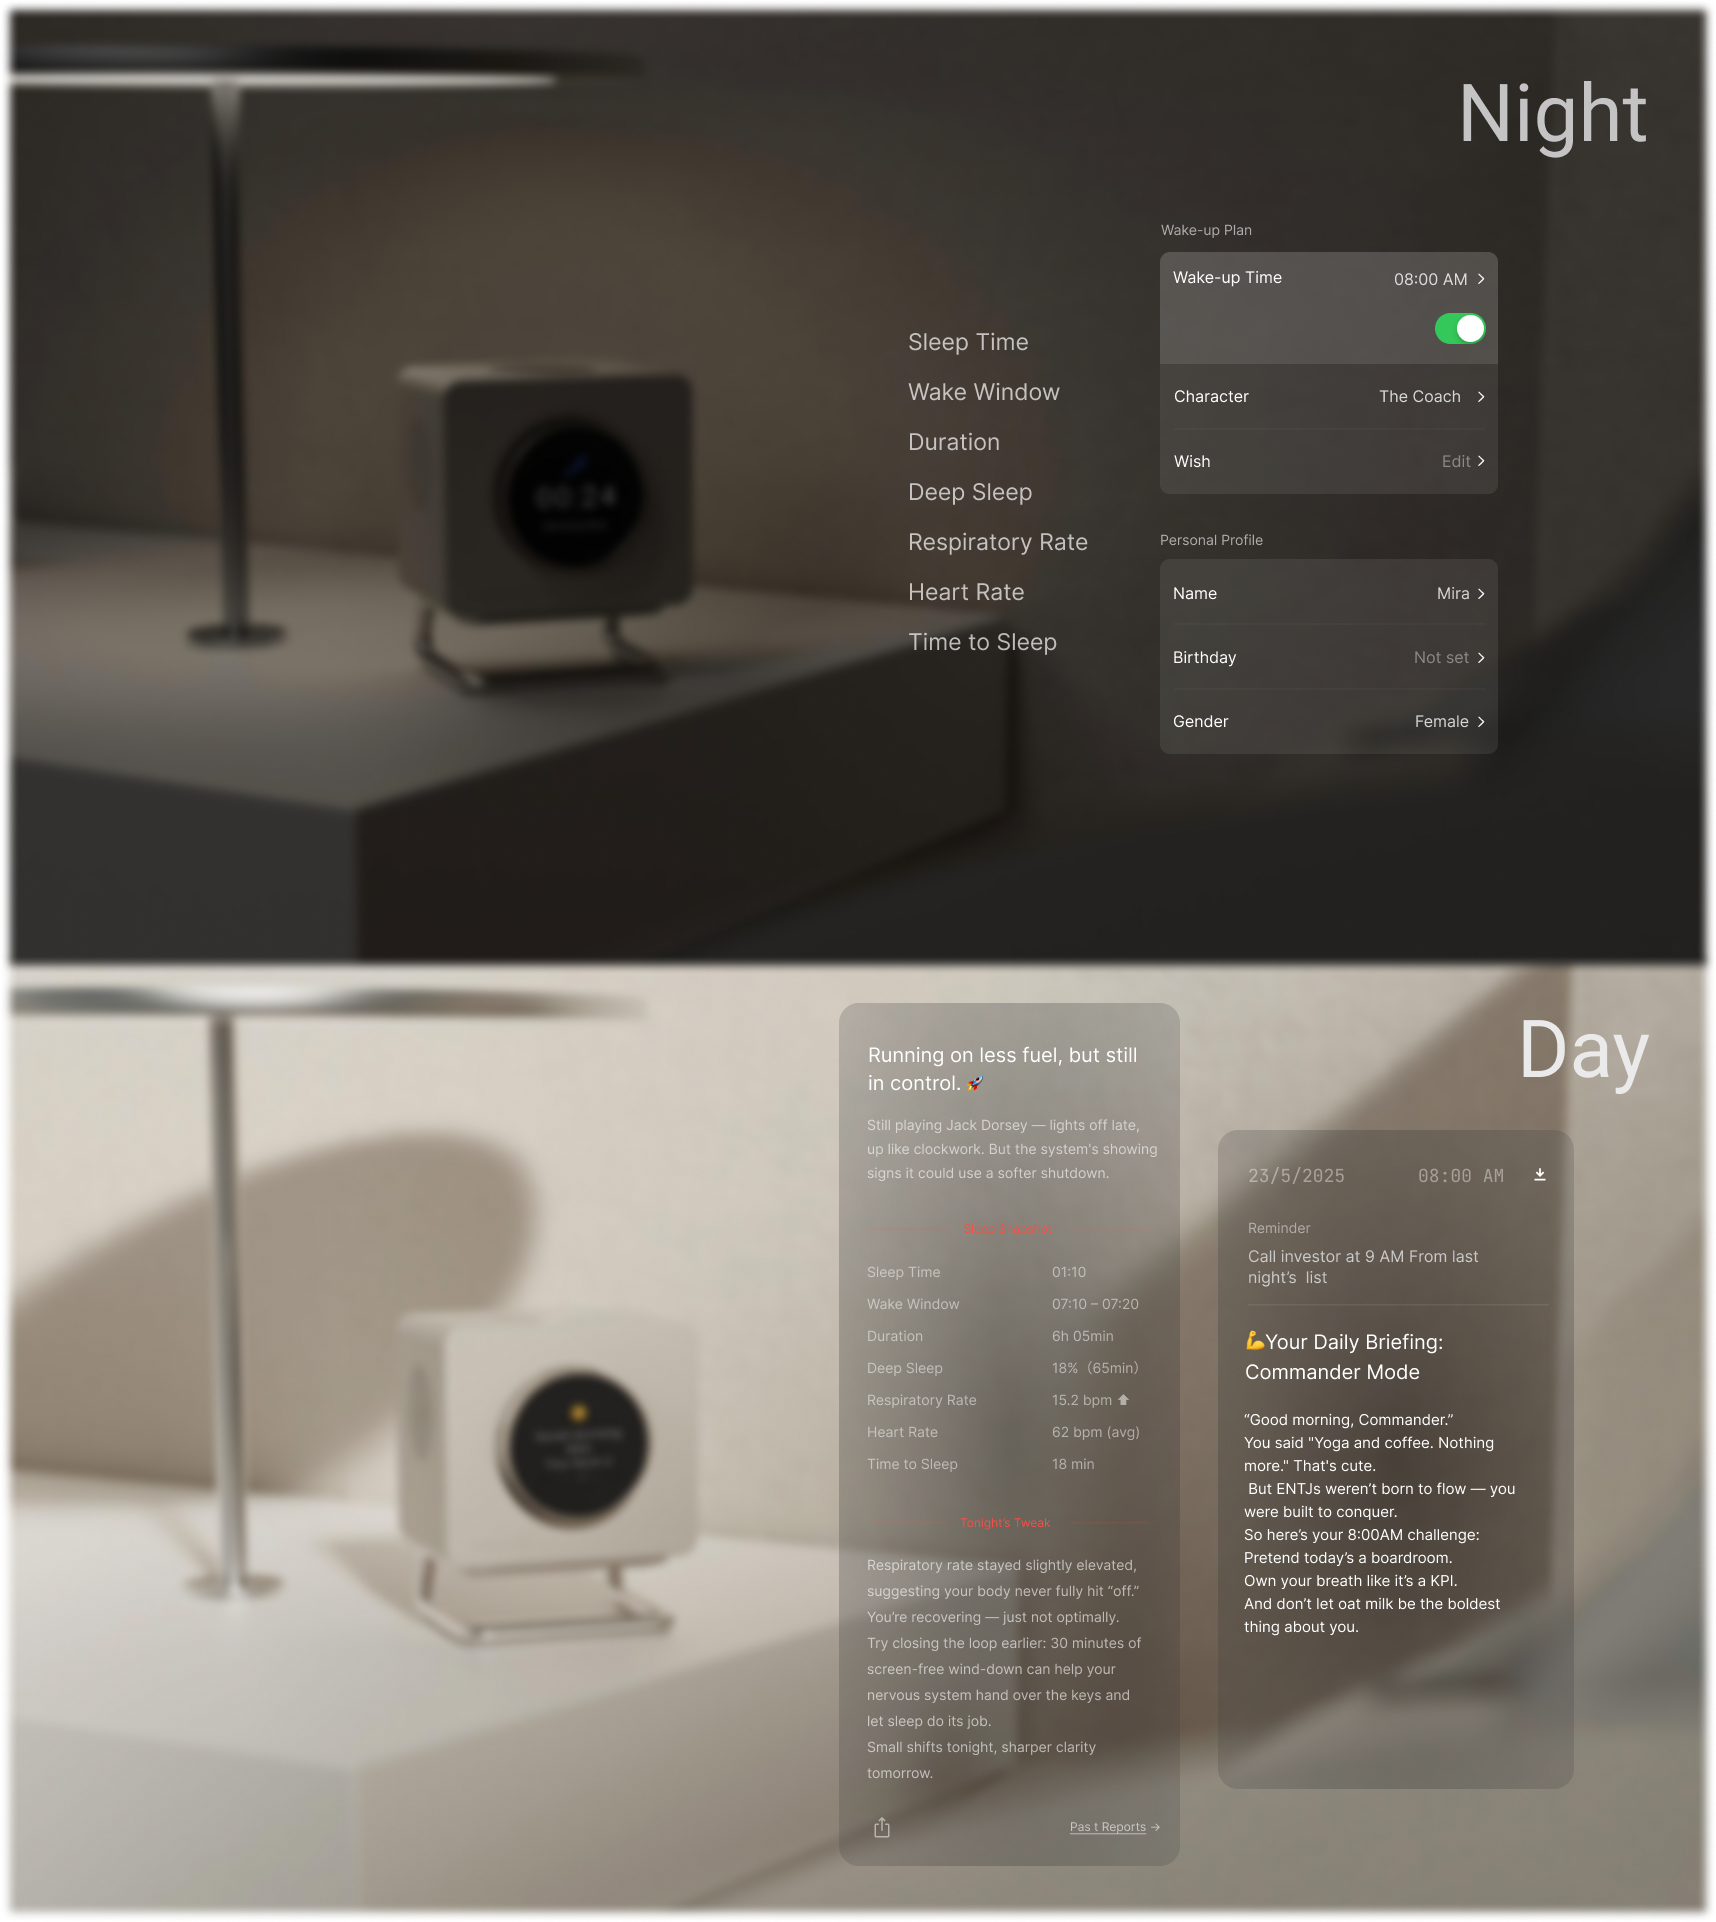 Night
Wake-up Plan
Wake-up Time 08:00 AM
Character The Coach
Wish Edit
Sleep Time
Wake Window
Duration
Deep Sleep
Respiratory Rate
Heart Rate
Time to Sleep
Personal Profile
Name Mira
Birthday Not set
Gender Female
00:24
Day
Running on less fuel, but still
in control. 🚀
Still playing Jack Dorsey — lights off late,
up like clockwork. But the system's showing
signs it could use a softer shutdown.
Sleep Time 01:10
Wake Window 07:10 – 07:20
Duration 6h 05min
Deep Sleep 18%（65min）
Respiratory Rate 15.2 bpm ⬆
Heart Rate 62 bpm (avg)
Time to Sleep 18 min
Tonight's Tweak
Respiratory rate stayed slightly elevated,
suggesting your body never fully hit “off.”
You’re recovering — just not optimally.
Try closing the loop earlier: 30 minutes of
screen-free wind-down can help your
nervous system hand over the keys and
let sleep do its job.
Small shifts tonight, sharper clarity
tomorrow.
Pas t Reports →
23/5/2025 08:00 AM
Reminder
Call investor at 9 AM From last
night’s  list
💪Your Daily Briefing:
Commander Mode
“Good morning, Commander.”
You said "Yoga and coffee. Nothing
more." That's cute.
But ENTJs weren’t born to flow — you
were built to conquer.
So here’s your 8:00AM challenge:
Pretend today’s a boardroom.
Own your breath like it’s a KPI.
And don’t let oat milk be the boldest
thing about you.